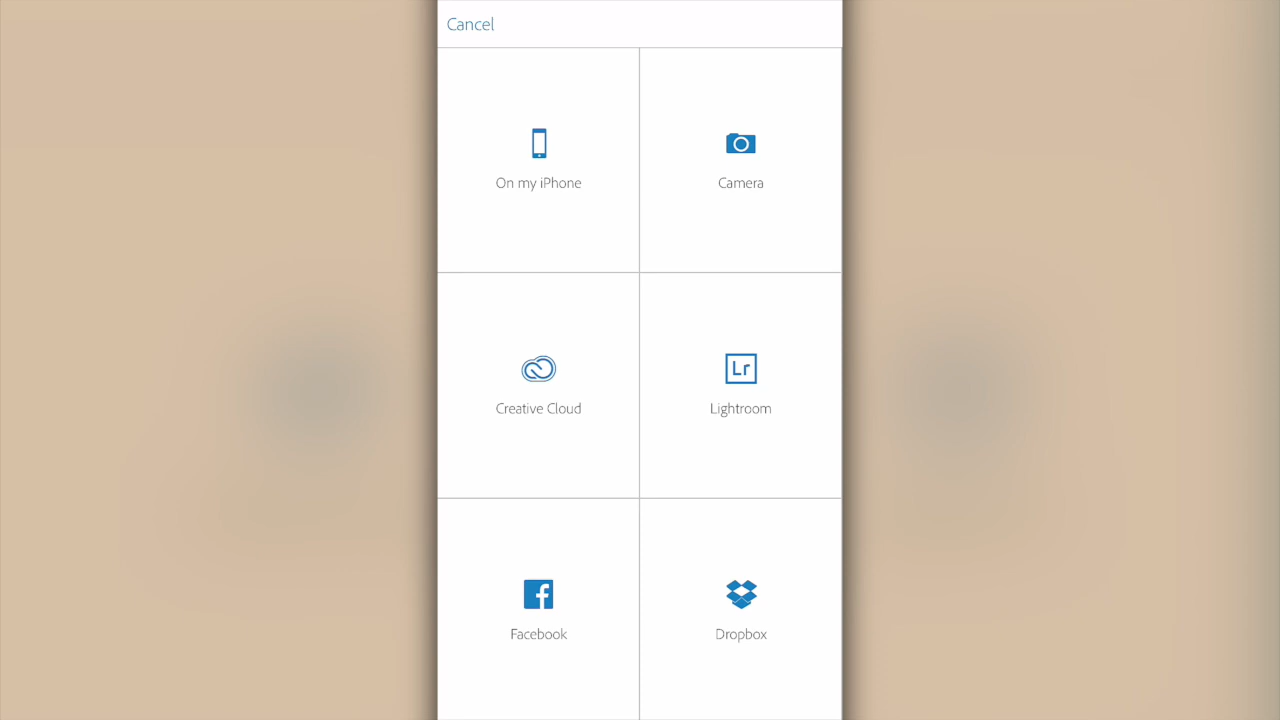 Cancel
On my iPhone
Camera
Creative Cloud
Lr
Lightroom
Facebook
Dropbox